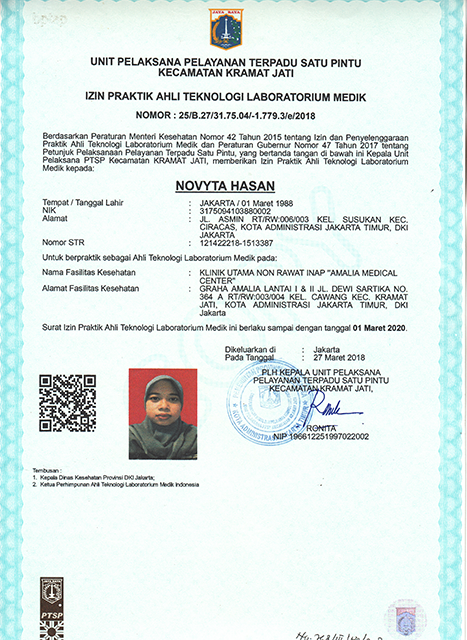 JAYA RAYA
UNIT PELAKSANA PELAYANAN TERPADU SATU PINTU
KECAMATAN KRAMAT JATI
IZIN PRAKTIK AHLI TEKNOLOGI LABORATORIUM MEDIK
NOMOR : 25/B.27/31.75.04/-1.779.3/e/2018
Berdasarkan Peraturan Menteri Kesehatan Nomor 42 Tahun 2015 tentang Izin dan Penyelenggaraan
Praktik Ahli Teknologi Laboratorium Medik dan Peraturan Gubernur Nomor 47 Tahun 2017 tentang
Petunjuk Pelaksanaan Pelayanan Terpadu Satu Pintu, yang bertanda tangan di bawah ini Kepala Unit
Pelaksana PTSP Kecamatan KRAMAT JATI, memberikan Izin Praktik Ahli Teknologi Laboratorium
Medik kepada:
NOVYTA HASAN
Tempat / Tanggal Lahir : JAKARTA / 01 Maret 1988
NIK : 3175094103880002
Alamat : JL. ASMIN RT/RW:006/003 KEL. SUSUKAN KEC.
CIRACAS, KOTA ADMINISTRASI JAKARTA TIMUR, DKI
JAKARTA
Nomor STR : 121422218-1513387
Untuk berpraktik sebagai Ahli Teknologi Laboratorium Medik pada:
Nama Fasilitas Kesehatan : KLINIK UTAMA NON RAWAT INAP "AMALIA MEDICAL
CENTER"
Alamat Fasilitas Kesehatan : GRAHA AMALIA LANTAI I & II JL. DEWI SARTIKA NO.
364 A RT/RW:003/004 KEL. CAWANG KEC. KRAMAT
JATI, KOTA ADMINISTRASI JAKARTA TIMUR, DKI
Jakarta
Surat Izin Praktik Ahli Teknologi Laboratorium Medik ini berlaku sampai dengan tanggal 01 Maret 2020.
Dikeluarkan di : Jakarta
Pada Tanggal : 27 Maret 2018
PLH KEPALA UNIT PELAKSANA
PELAYANAN TERPADU SATU PINTU
KECAMATAN KRAMAT JATI,
RONITA
NIP 196612251997022002
Tembusan :
1. Kepala Dinas Kesehatan Provinsi DKI Jakarta;
2. Ketua Perhimpunan Ahli Teknologi Laboratorium Medik Indonesia
PTSP